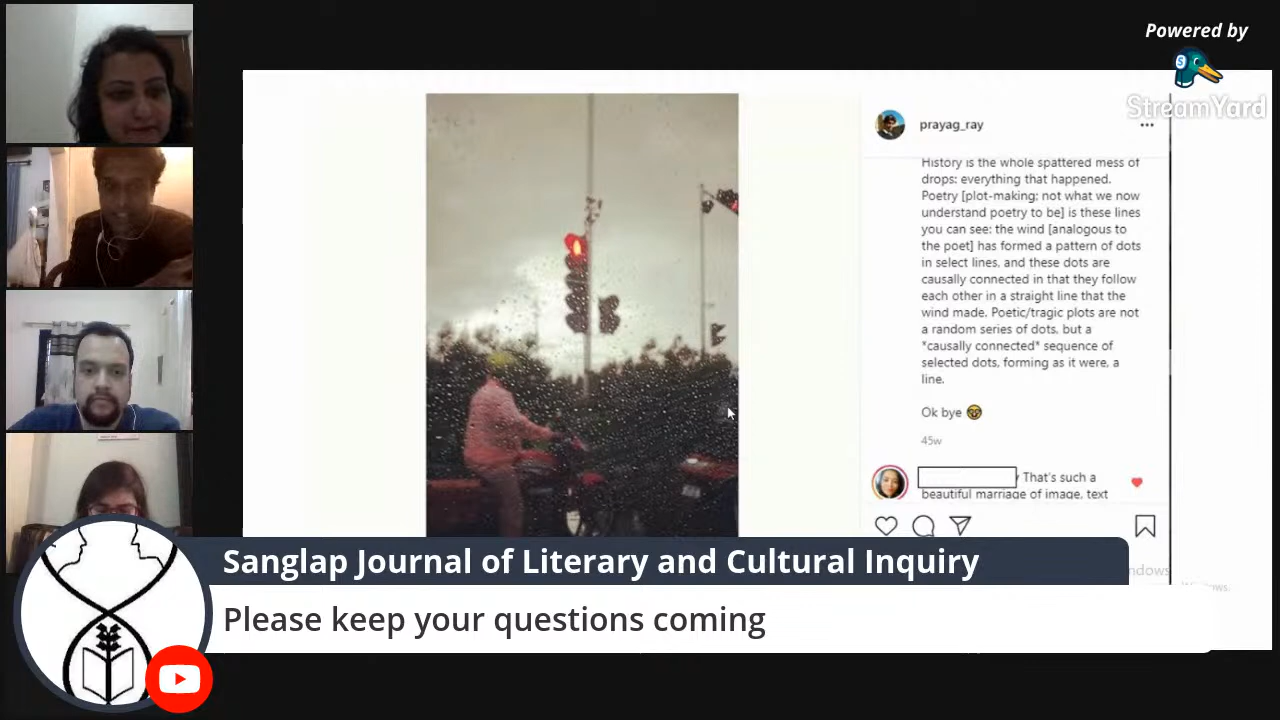 Powered by
StreamYard
prayag_ray
History is the whole spattered mess of
drops: everything that happened.
Poetry [plot-making; not what we now
understand poetry to be] is these lines
you can see: the wind [analogous to
the poet] has formed a pattern of dots
in select lines, and these dots are
causally connected in that they follow
each other in a straight line that the
wind made. Poetic/tragic plots are not
a random series of dots, but a
*causally connected* sequence of
selected dots, forming as it were, a
line.
Ok bye 🤓
45w
That's such a
beautiful marriage of image, text
Sanglap Journal of Literary and Cultural Inquiry
Please keep your questions coming